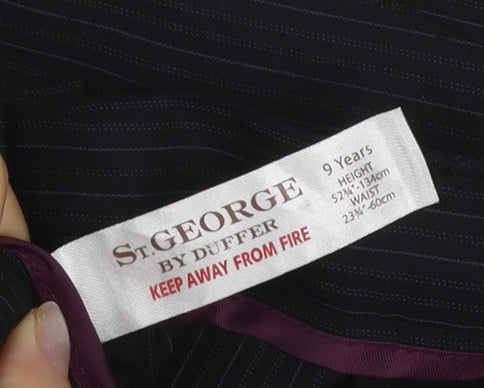 St. GEORGE
BY DUFFER
KEEP AWAY FROM FIRE
9 Years
HEIGHT
52¾"-134cm
WAIST
23¾"-60cm